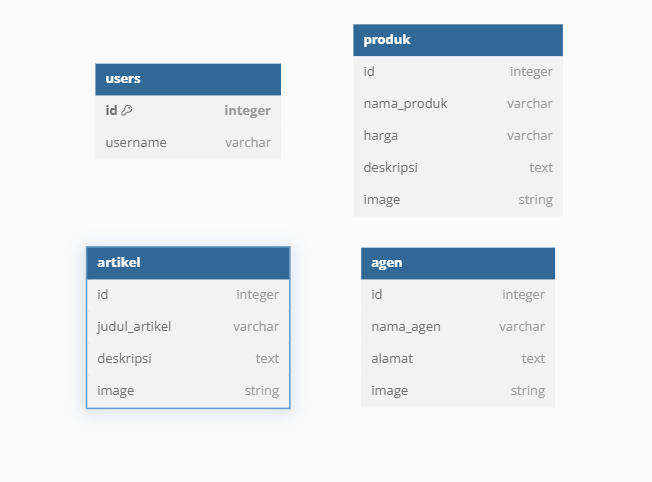 users
id integer
username varchar
produk
id integer
nama_produk varchar
harga varchar
deskripsi text
image string
artikel
id integer
judul_artikel varchar
deskripsi text
image string
agen
id integer
nama_agen varchar
alamat text
image string